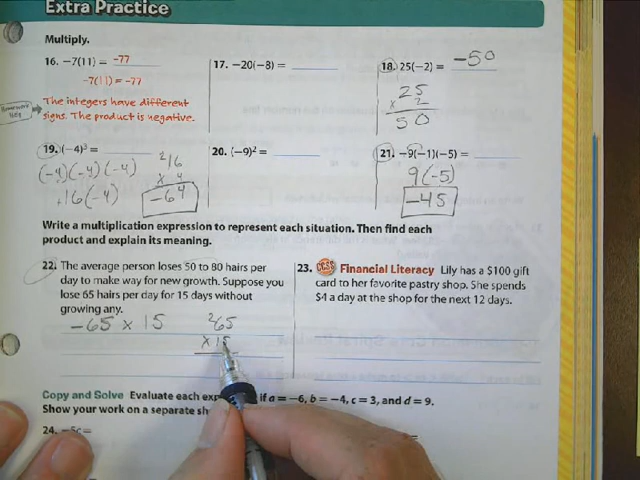 Extra Practice
Multiply.
16. −7(11) = -77
-7(11) = -77
Homework Help
The integers have different
signs. The product is negative.
17. −20(−8) =
18. 25(−2) = -50
25
x 2
50
19. (−4)³ =
(-4)(-4)(-4)
+16(-4)
²16
x 4
-64
20. (−9)² =
21. −9(−1)(−5) =
9(-5)
-45
Write a multiplication expression to represent each situation. Then find each
product and explain its meaning.
22. The average person loses 50 to 80 hairs per
day to make way for new growth. Suppose you
lose 65 hairs per day for 15 days without
growing any.
-65 x 15
²65
x 15
23. Financial Literacy Lily has a $100 gift
card to her favorite pastry shop. She spends
$4 a day at the shop for the next 12 days.
Copy and Solve Evaluate each if a = −6, b = −4, c = 3, and d = 9.
Show your work on a separate
24. −5c =